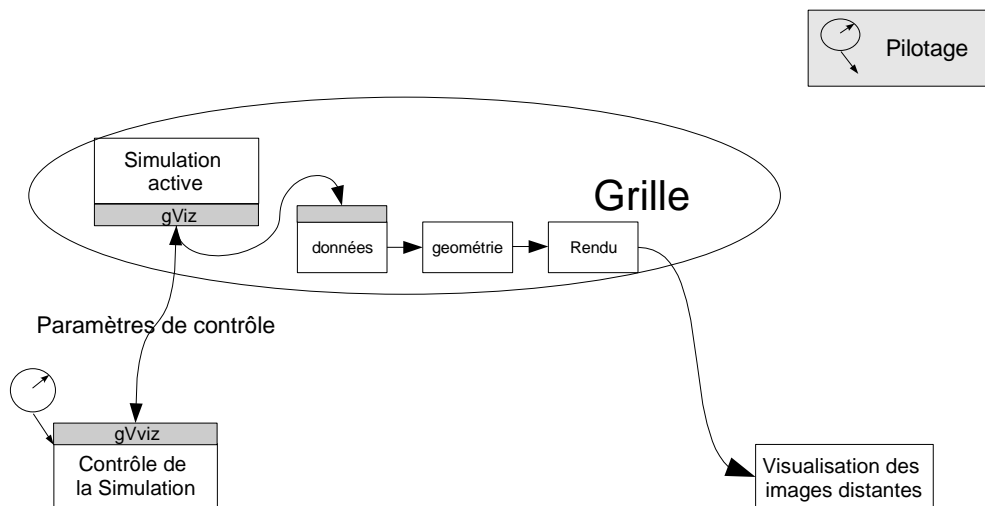 Pilotage
Simulation
active
gViz
Grille
données
geométrie
Rendu
Paramètres de contrôle
gVviz
Contrôle de
la Simulation
Visualisation des
images distantes